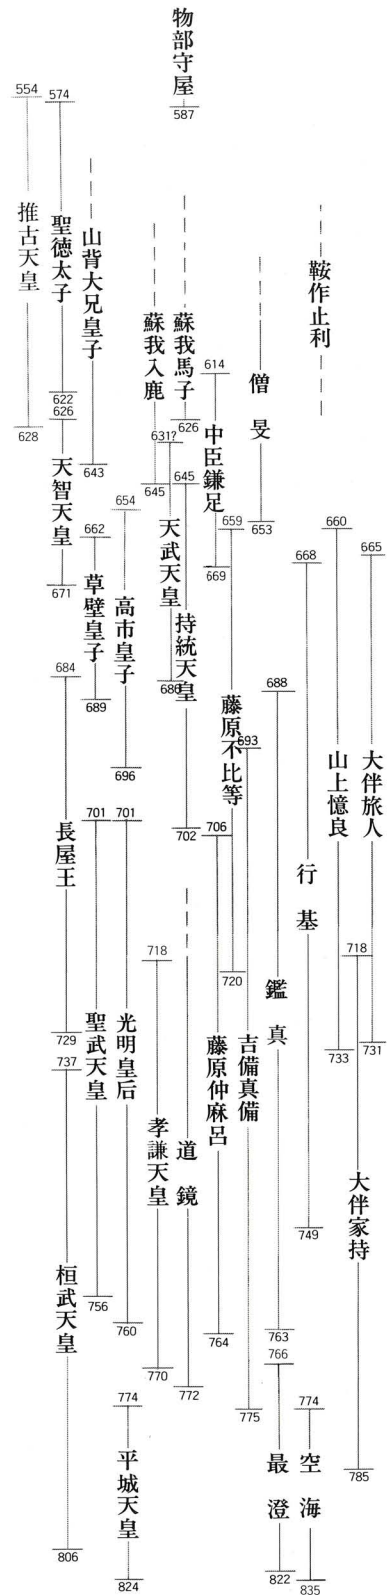 物部守屋
587
554
推古天皇
628
574
聖徳太子
622
山背大兄皇子
643
蘇我入鹿
645
蘇我馬子
626
僧旻
653
鞍作止利
614
中臣鎌足
669
626
天智天皇
671
631?
天武天皇
686
645
持統天皇
702
654
高市皇子
696
662
草壁皇子
689
659
藤原不比等
720
660
山上憶良
733
665
大伴旅人
731
668
行基
749
684
長屋王
729
688
鑑真
763
693
吉備真備
775
701
聖武天皇
756
701
光明皇后
760
706
藤原仲麻呂
764
718
孝謙天皇
770
道鏡
772
718
大伴家持
785
737
桓武天皇
806
774
平城天皇
824
766
最澄
822
774
空海
835